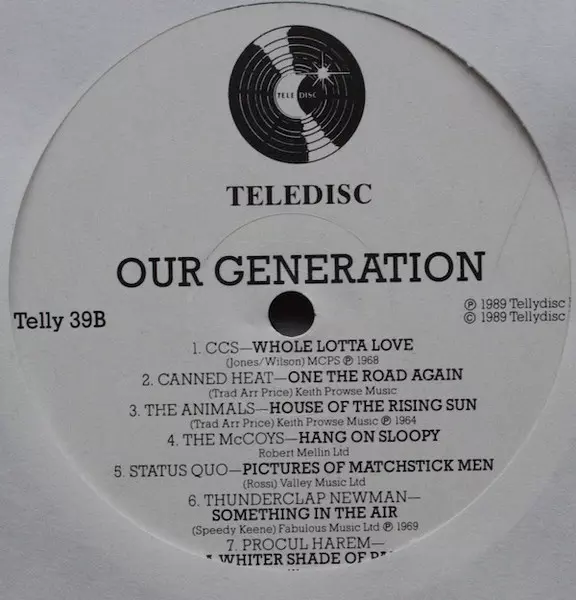 TELE DISC
TELEDISC
OUR GENERATION
Telly 39B
℗ 1989 Tellydisc
© 1989 Tellydisc
1. CCS—WHOLE LOTTA LOVE
(Jones/Wilson) MCPS ℗ 1968
2. CANNED HEAT—ONE THE ROAD AGAIN
(Trad Arr Price) Keith Prowse Music
3. THE ANIMALS—HOUSE OF THE RISING SUN
(Trad Arr Price) Keith Prowse Music ℗ 1964
4. THE McCOYS—HANG ON SLOOPY
Robert Mellin Ltd
5. STATUS QUO—PICTURES OF MATCHSTICK MEN
(Rossi) Valley Music Ltd
6. THUNDERCLAP NEWMAN—
SOMETHING IN THE AIR
(Speedy Keene) Fabulous Music Ltd ℗ 1969
7. PROCUL HAREM—
WHITER SHADE OF